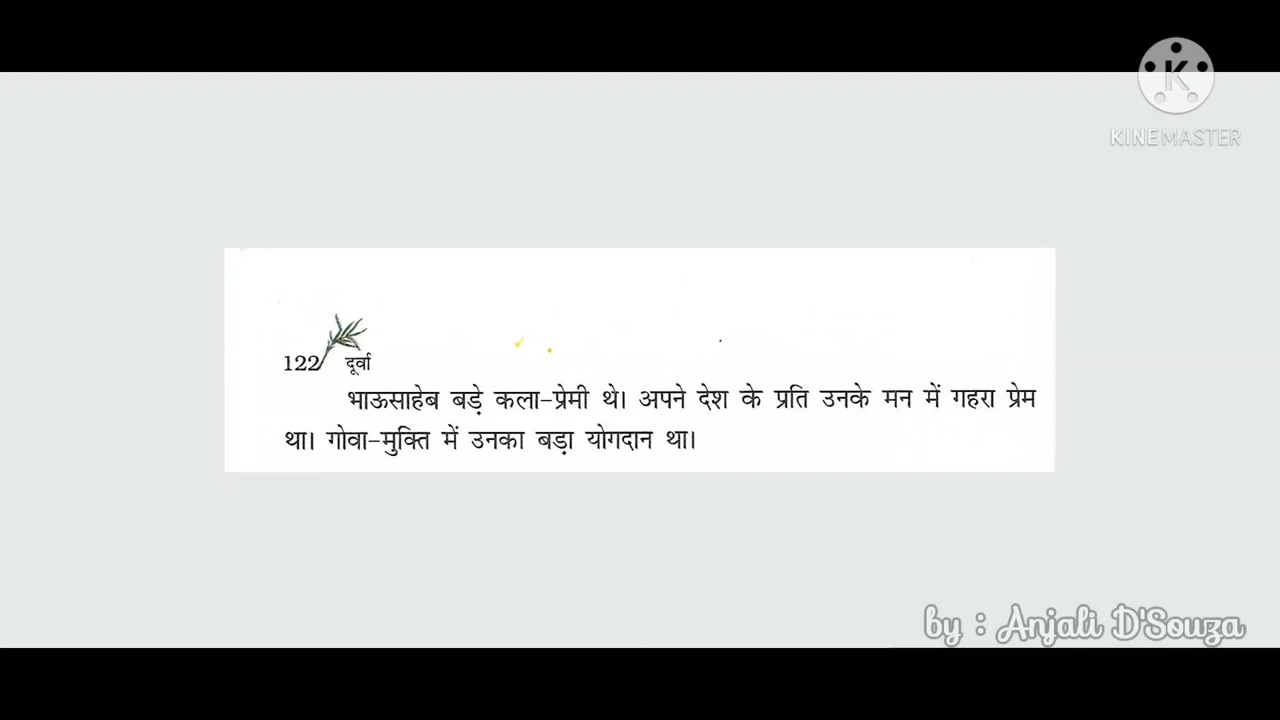 KINEMASTER
122 दूर्वा
भाऊसाहेब बड़े कला-प्रेमी थे। अपने देश के प्रति उनके मन में गहरा प्रेम
था। गोवा-मुक्ति में उनका बड़ा योगदान था।
by : Anjali D'Souza